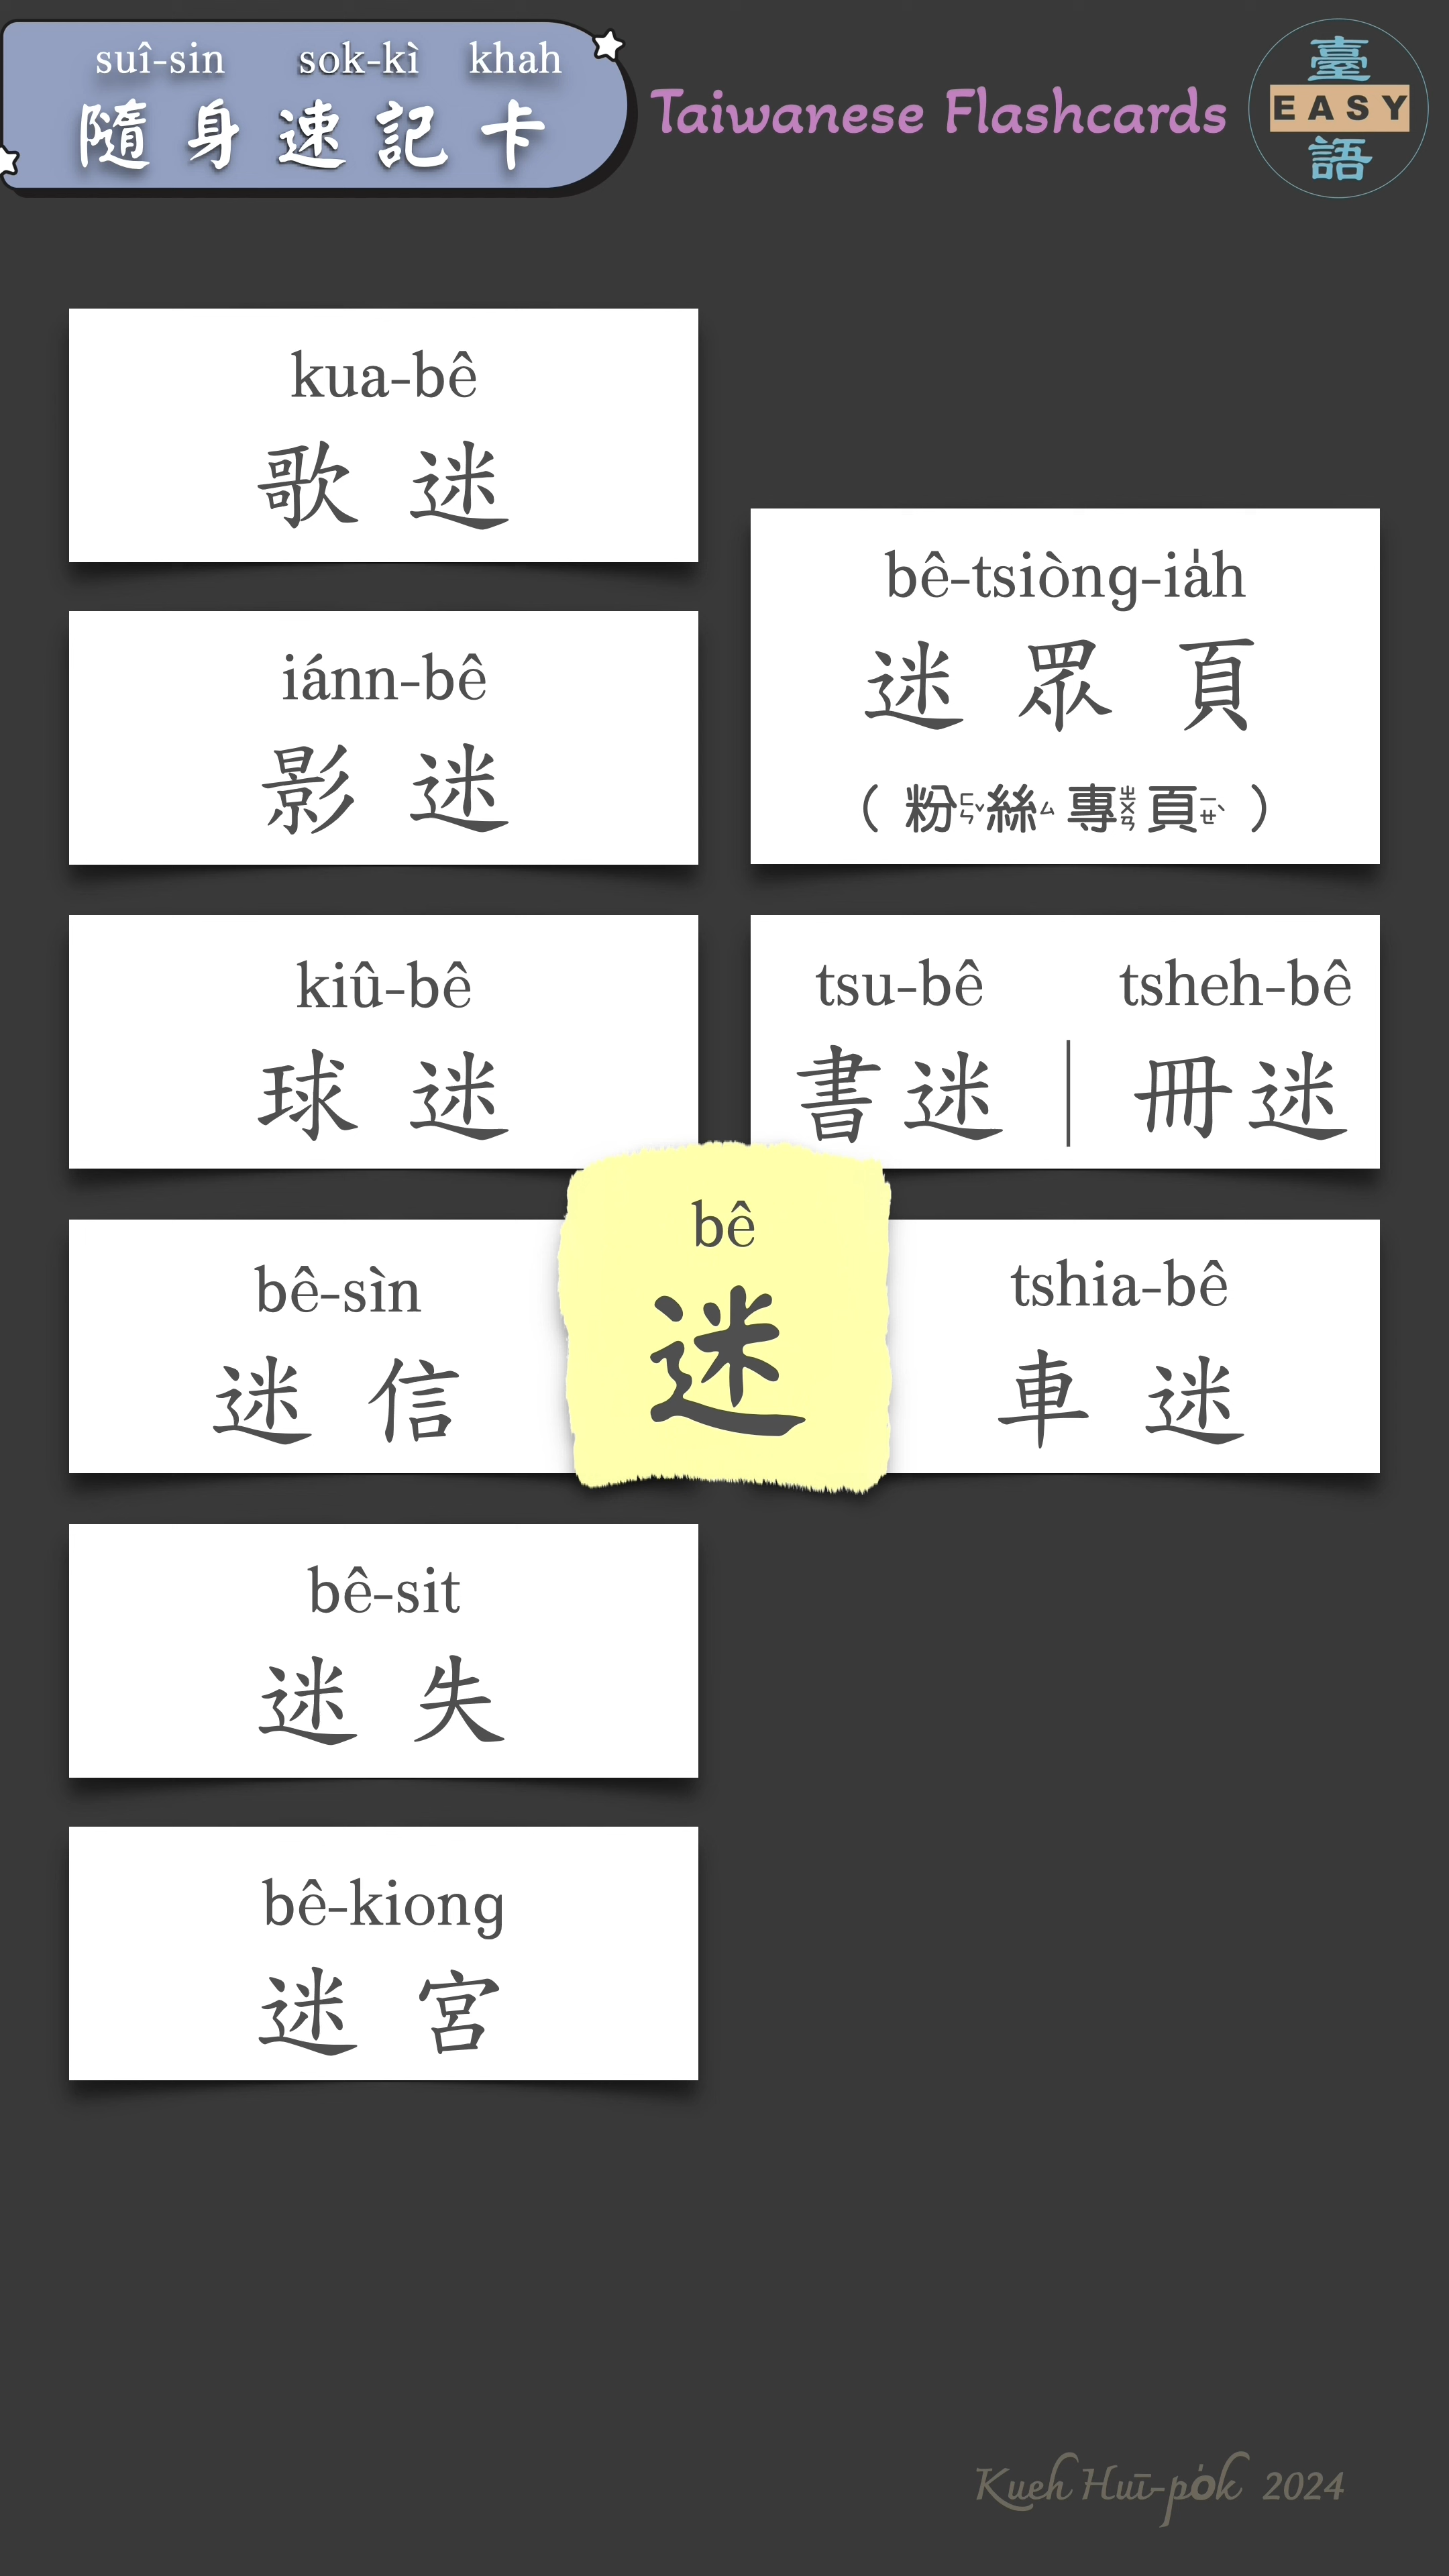 suî-sin sok-kì khah
隨身速記卡
Taiwanese Flashcards
臺
EASY
語
kua-bê
歌迷
iánn-bê
影迷
kiû-bê
球迷
bê-sìn
迷信
bê-sit
迷失
bê-kiong
迷宮
bê
迷
bê-tsiòng-ia̍h
迷眾頁
(粉ㄈㄣˇ絲ㄙ專ㄓㄨㄢ頁ㄧㄝˋ)
tsu-bê tsheh-bê
書迷 | 冊迷
tshia-bê
車迷
Kueh Huī-po̍k 2024